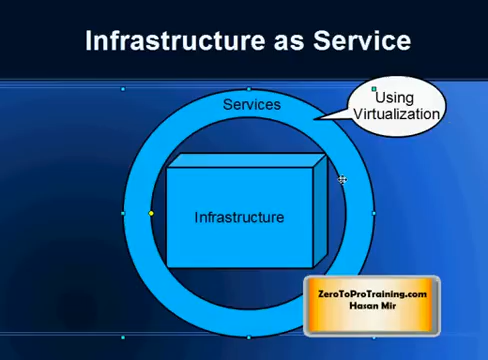 Infrastructure as Service
Services
Using
Virtualization
Infrastructure
ZeroToProTraining.com
Hasan Mir